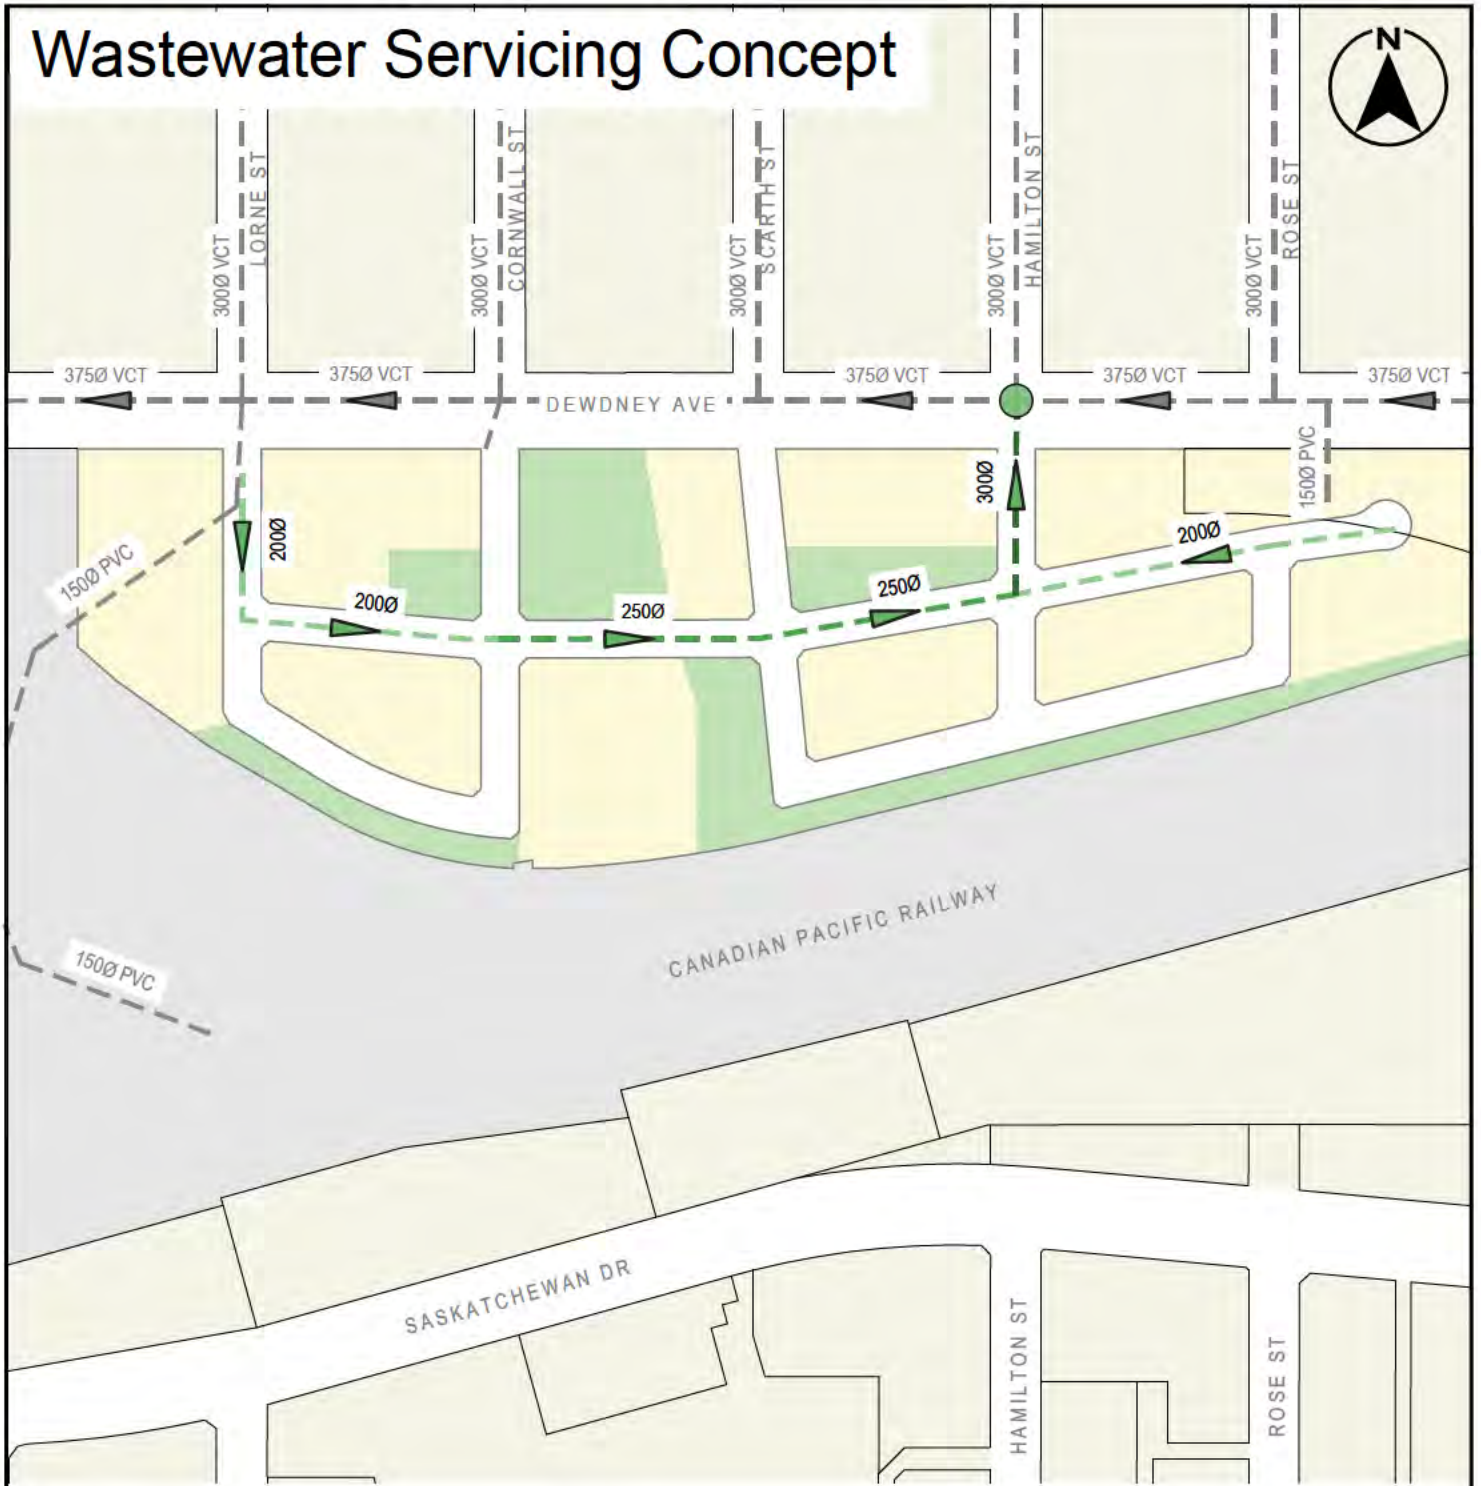 Wastewater Servicing Concept
N
LORNE ST
CORNWALL ST
SCARTH ST
HAMILTON ST
ROSE ST
300Ø VCT
300Ø VCT
300Ø VCT
300Ø VCT
300Ø VCT
375Ø VCT
375Ø VCT
375Ø VCT
375Ø VCT
375Ø VCT
DEWDNEY AVE
150Ø PVC
300Ø
200Ø
200Ø
150Ø PVC
250Ø
200Ø
250Ø
CANADIAN PACIFIC RAILWAY
150Ø PVC
SASKATCHEWAN DR
HAMILTON ST
ROSE ST